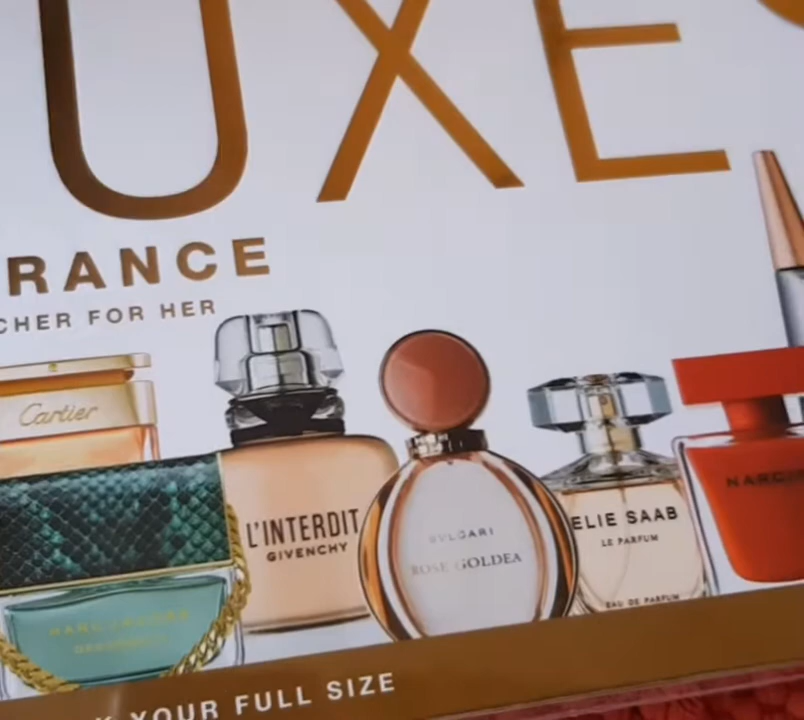 UXE
RANCE
CHER FOR HER
Cartier
L'INTERDIT
GIVENCHY
BVLGARI
ROSE GOLDEA
ELIE SAAB
LE PARFUM
EAU DE PARFUM
NARCI
MARC JACOBS
YOUR FULL SIZE